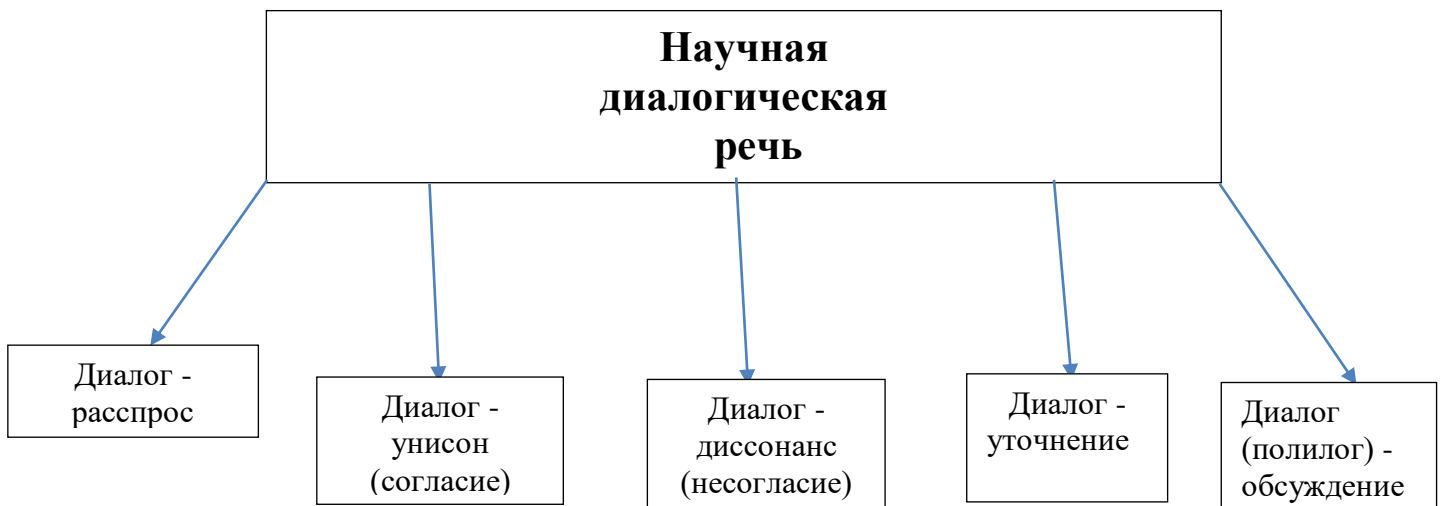 Научная
диалогическая
речь
Диалог -
расспрос
Диалог -
унисон
(согласие)
Диалог -
диссонанс
(несогласие)
Диалог -
уточнение
Диалог
(полилог) -
обсуждение